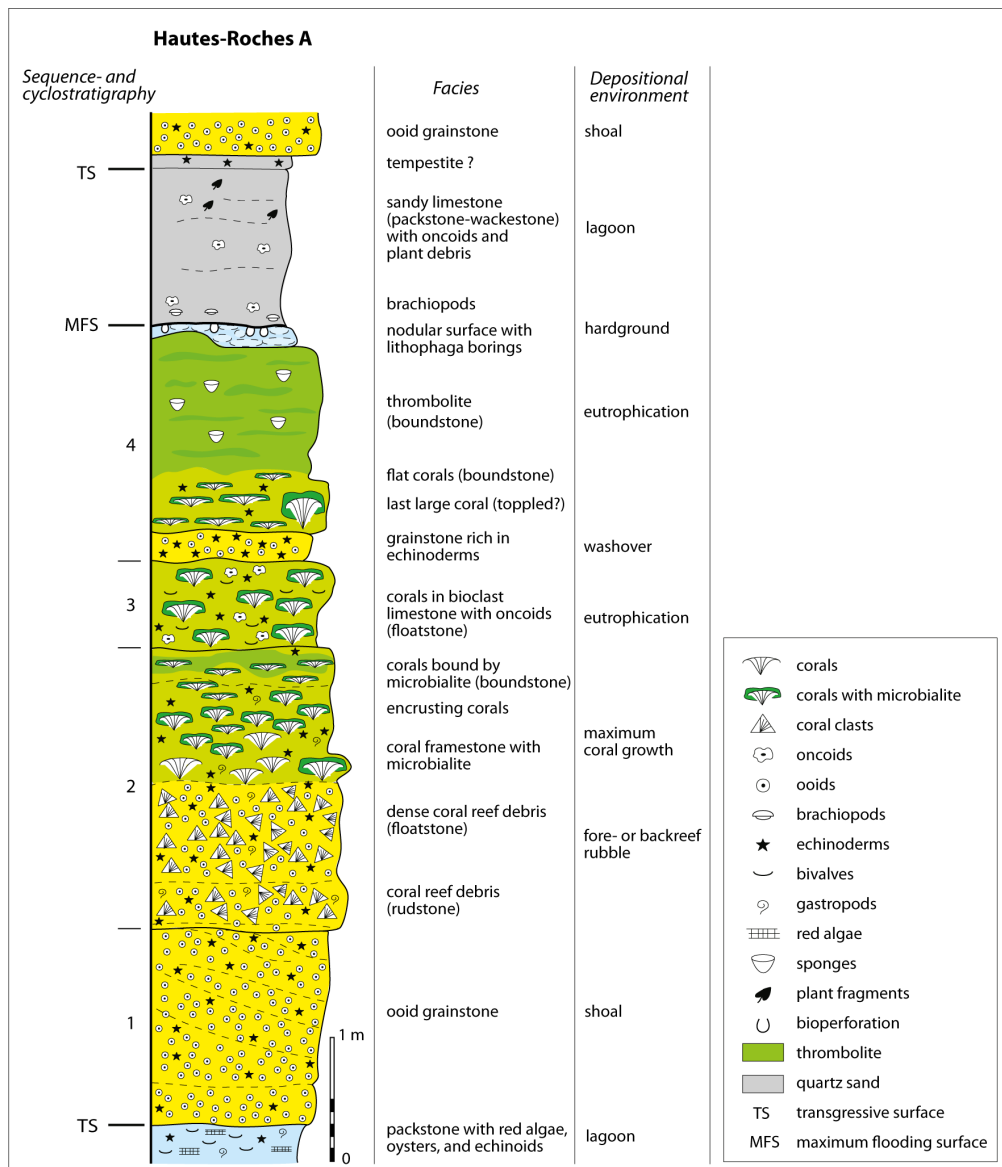 Hautes-Roches A
Sequence- and
cyclostratigraphy
Facies
Depositional
environment
ooid grainstone
shoal
tempestite ?
TS
sandy limestone
(packstone-wackestone)
with oncoids and
plant debris
lagoon
brachiopods
MFS
nodular surface with
lithophaga borings
hardground
thrombolite
(boundstone)
eutrophication
4
flat corals (boundstone)
last large coral (toppled?)
grainstone rich in
echinoderms
washover
3
corals in bioclast
limestone with oncoids
(floatstone)
eutrophication
corals bound by
microbialite (boundstone)
encrusting corals
coral framestone with
microbialite
maximum
coral growth
2
dense coral reef debris
(floatstone)
fore- or backreef
rubble
coral reef debris
(rudstone)
1
ooid grainstone
shoal
1 m
0
TS
packstone with red algae,
oysters, and echinoids
lagoon
corals
corals with microbialite
coral clasts
oncoids
ooids
brachiopods
echinoderms
bivalves
gastropods
red algae
sponges
plant fragments
bioperforation
thrombolite
quartz sand
TS transgressive surface
MFS maximum flooding surface